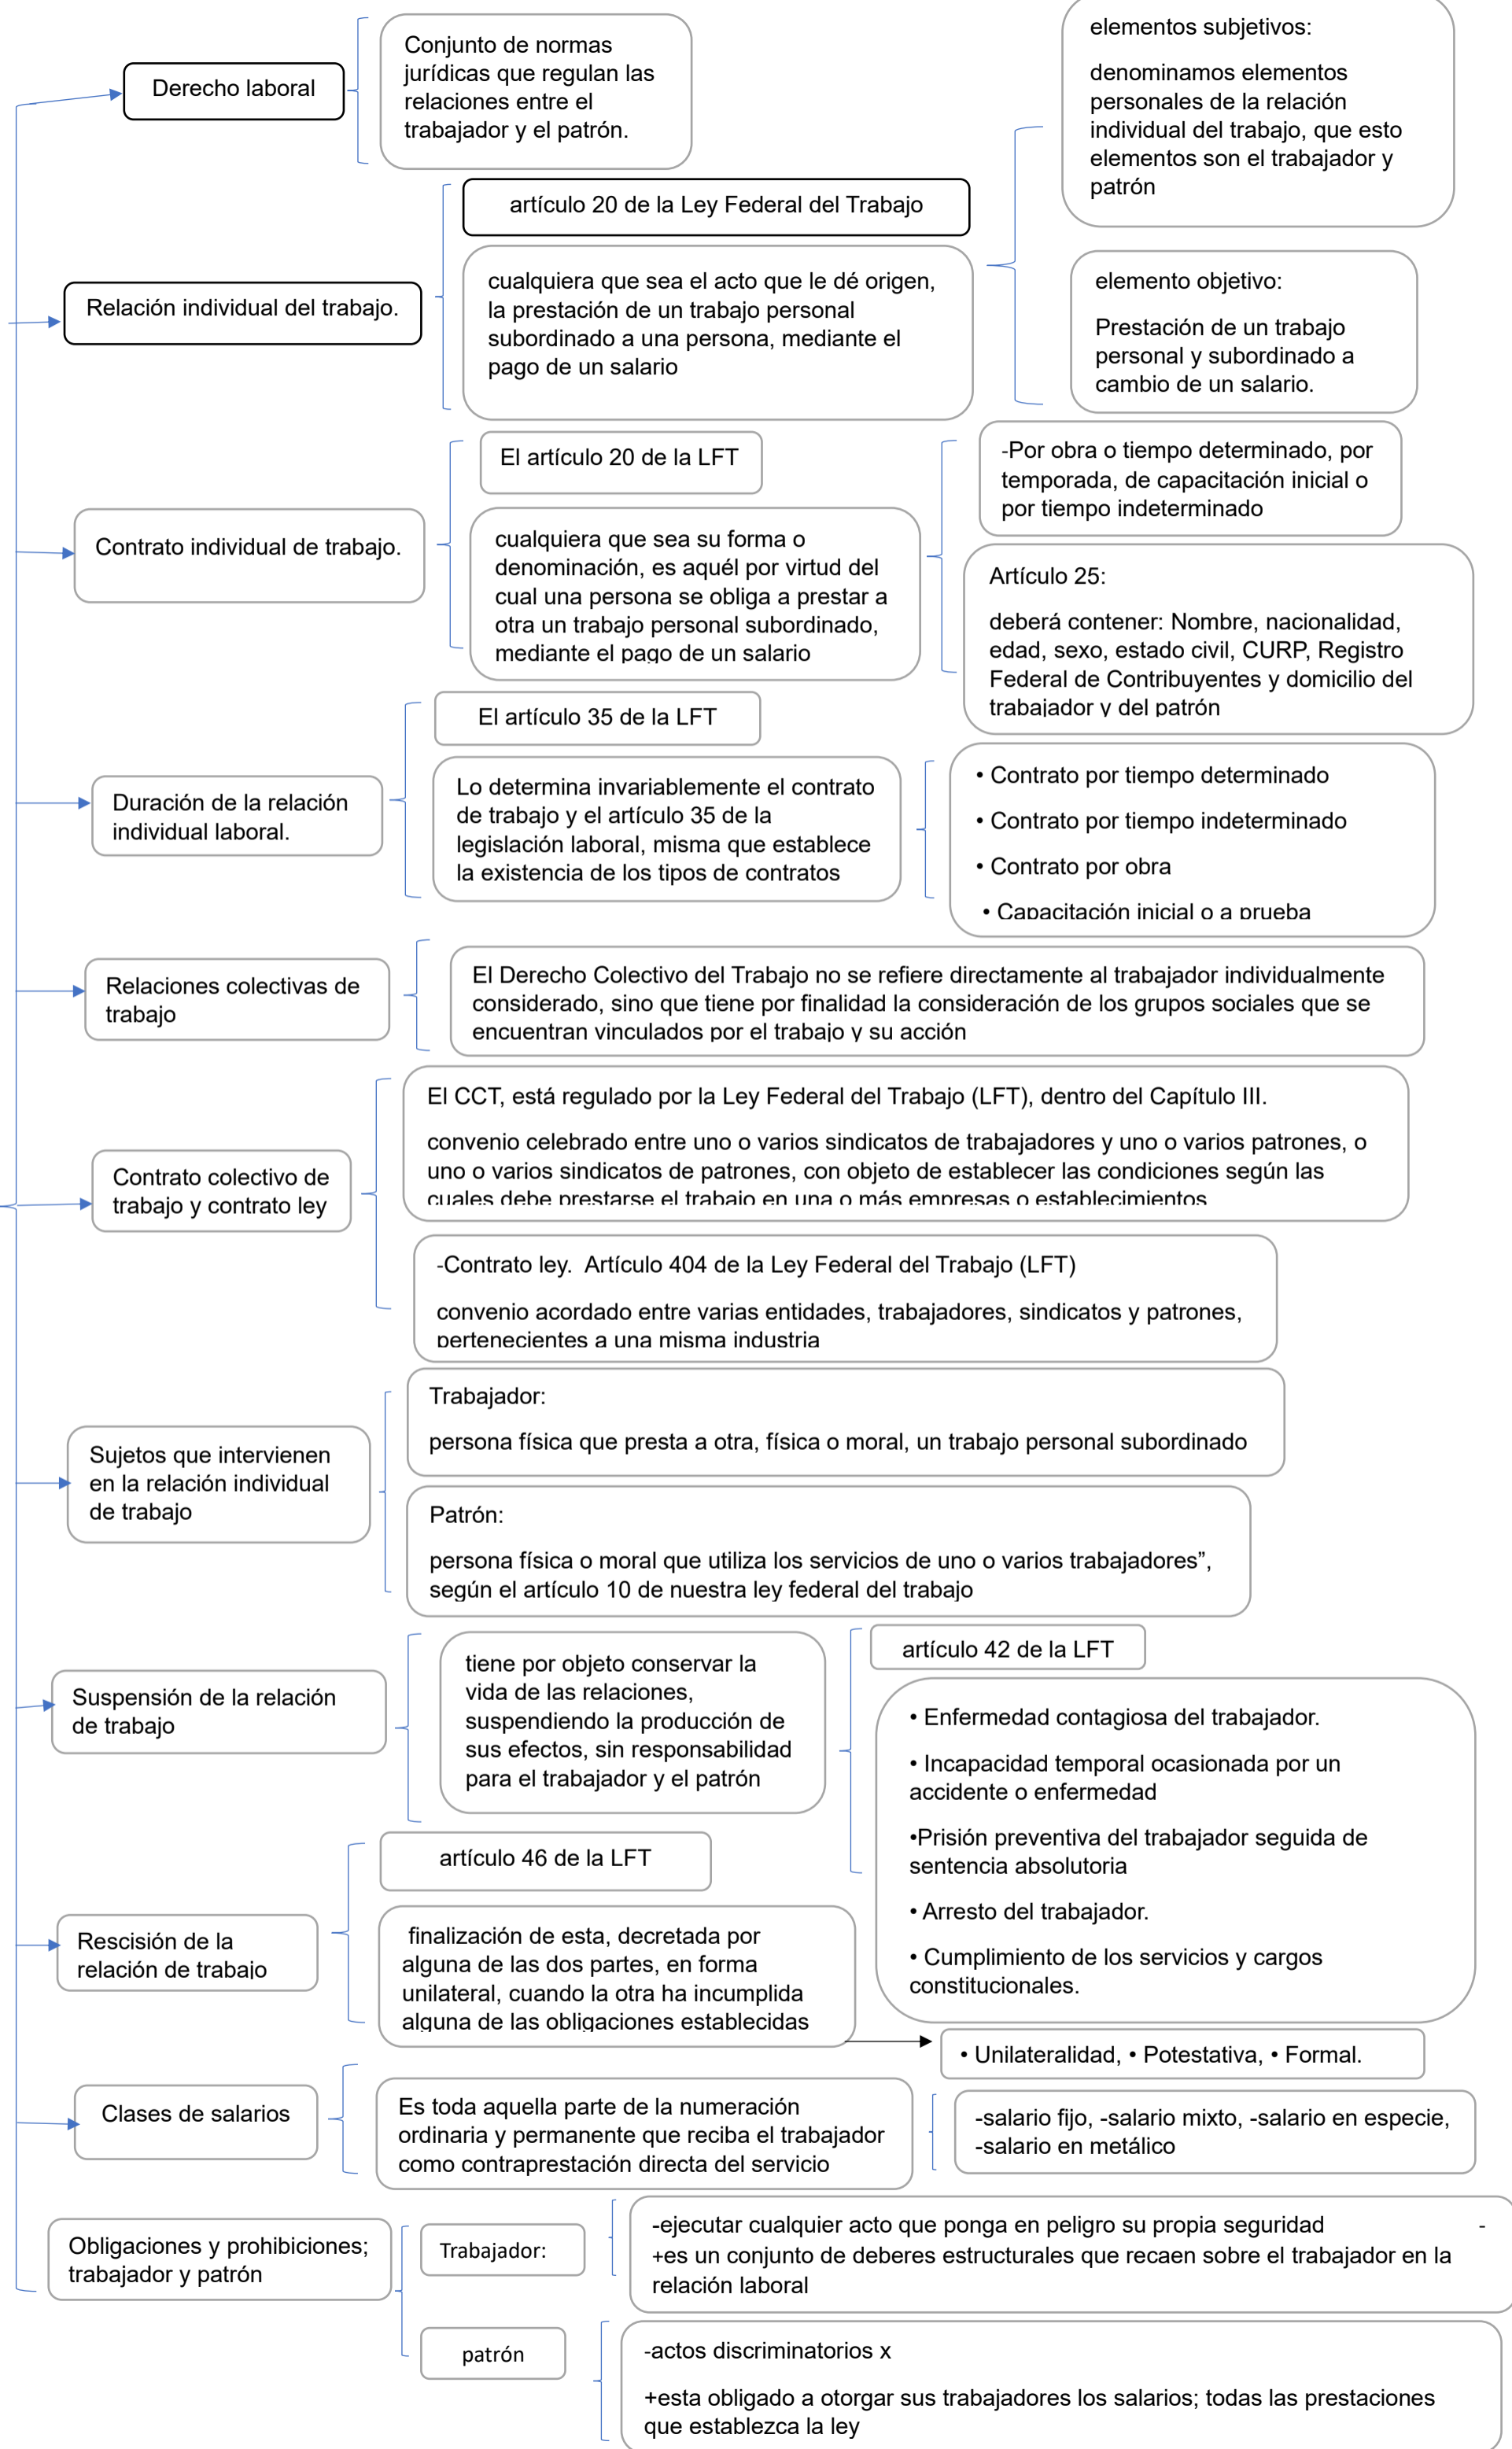 Derecho laboral
Conjunto de normas
jurídicas que regulan las
relaciones entre el
trabajador y el patrón.
Relación individual del trabajo.
artículo 20 de la Ley Federal del Trabajo
cualquiera que sea el acto que le dé origen,
la prestación de un trabajo personal
subordinado a una persona, mediante el
pago de un salario
elementos subjetivos:
denominamos elementos
personales de la relación
individual del trabajo, que esto
elementos son el trabajador y
patrón
elemento objetivo:
Prestación de un trabajo
personal y subordinado a
cambio de un salario.
Contrato individual de trabajo.
El artículo 20 de la LFT
cualquiera que sea su forma o
denominación, es aquél por virtud del
cual una persona se obliga a prestar a
otra un trabajo personal subordinado,
mediante el pago de un salario
-Por obra o tiempo determinado, por
temporada, de capacitación inicial o
por tiempo indeterminado
Artículo 25:
deberá contener: Nombre, nacionalidad,
edad, sexo, estado civil, CURP, Registro
Federal de Contribuyentes y domicilio del
trabajador y del patrón
Duración de la relación
individual laboral.
El artículo 35 de la LFT
Lo determina invariablemente el contrato
de trabajo y el artículo 35 de la
legislación laboral, misma que establece
la existencia de los tipos de contratos
• Contrato por tiempo determinado
• Contrato por tiempo indeterminado
• Contrato por obra
• Capacitación inicial o a prueba
Relaciones colectivas de
trabajo
El Derecho Colectivo del Trabajo no se refiere directamente al trabajador individualmente
considerado, sino que tiene por finalidad la consideración de los grupos sociales que se
encuentran vinculados por el trabajo y su acción
Contrato colectivo de
trabajo y contrato ley
El CCT, está regulado por la Ley Federal del Trabajo (LFT), dentro del Capítulo III.
convenio celebrado entre uno o varios sindicatos de trabajadores y uno o varios patrones, o
uno o varios sindicatos de patrones, con objeto de establecer las condiciones según las
cuales debe prestarse el trabajo en una o más empresas o establecimientos
-Contrato ley.  Artículo 404 de la Ley Federal del Trabajo (LFT)
convenio acordado entre varias entidades, trabajadores, sindicatos y patrones,
pertenecientes a una misma industria
Sujetos que intervienen
en la relación individual
de trabajo
Trabajador:
persona física que presta a otra, física o moral, un trabajo personal subordinado
Patrón:
persona física o moral que utiliza los servicios de uno o varios trabajadores”,
según el artículo 10 de nuestra ley federal del trabajo
Suspensión de la relación
de trabajo
tiene por objeto conservar la
vida de las relaciones,
suspendiendo la producción de
sus efectos, sin responsabilidad
para el trabajador y el patrón
artículo 42 de la LFT
• Enfermedad contagiosa del trabajador.
• Incapacidad temporal ocasionada por un
accidente o enfermedad
•Prisión preventiva del trabajador seguida de
sentencia absolutoria
• Arresto del trabajador.
• Cumplimiento de los servicios y cargos
constitucionales.
Rescisión de la
relación de trabajo
artículo 46 de la LFT
finalización de esta, decretada por
alguna de las dos partes, en forma
unilateral, cuando la otra ha incumplida
alguna de las obligaciones establecidas
• Unilateralidad, • Potestativa, • Formal.
Clases de salarios
Es toda aquella parte de la numeración
ordinaria y permanente que reciba el trabajador
como contraprestación directa del servicio
-salario fijo, -salario mixto, -salario en especie,
-salario en metálico
Obligaciones y prohibiciones;
trabajador y patrón
Trabajador:
-ejecutar cualquier acto que ponga en peligro su propia seguridad -
+es un conjunto de deberes estructurales que recaen sobre el trabajador en la
relación laboral
patrón
-actos discriminatorios x
+esta obligado a otorgar sus trabajadores los salarios; todas las prestaciones
que establezca la ley